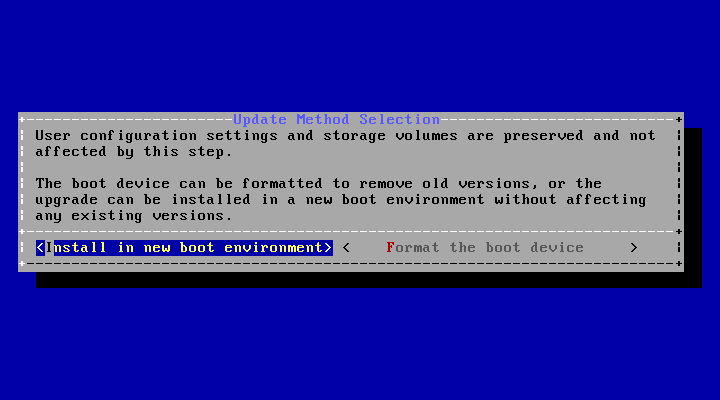 Update Method Selection
User configuration settings and storage volumes are preserved and not
affected by this step.
The boot device can be formatted to remove old versions, or the
upgrade can be installed in a new boot environment without affecting
any existing versions.
<Install in new boot environment> <    Format the boot device     >